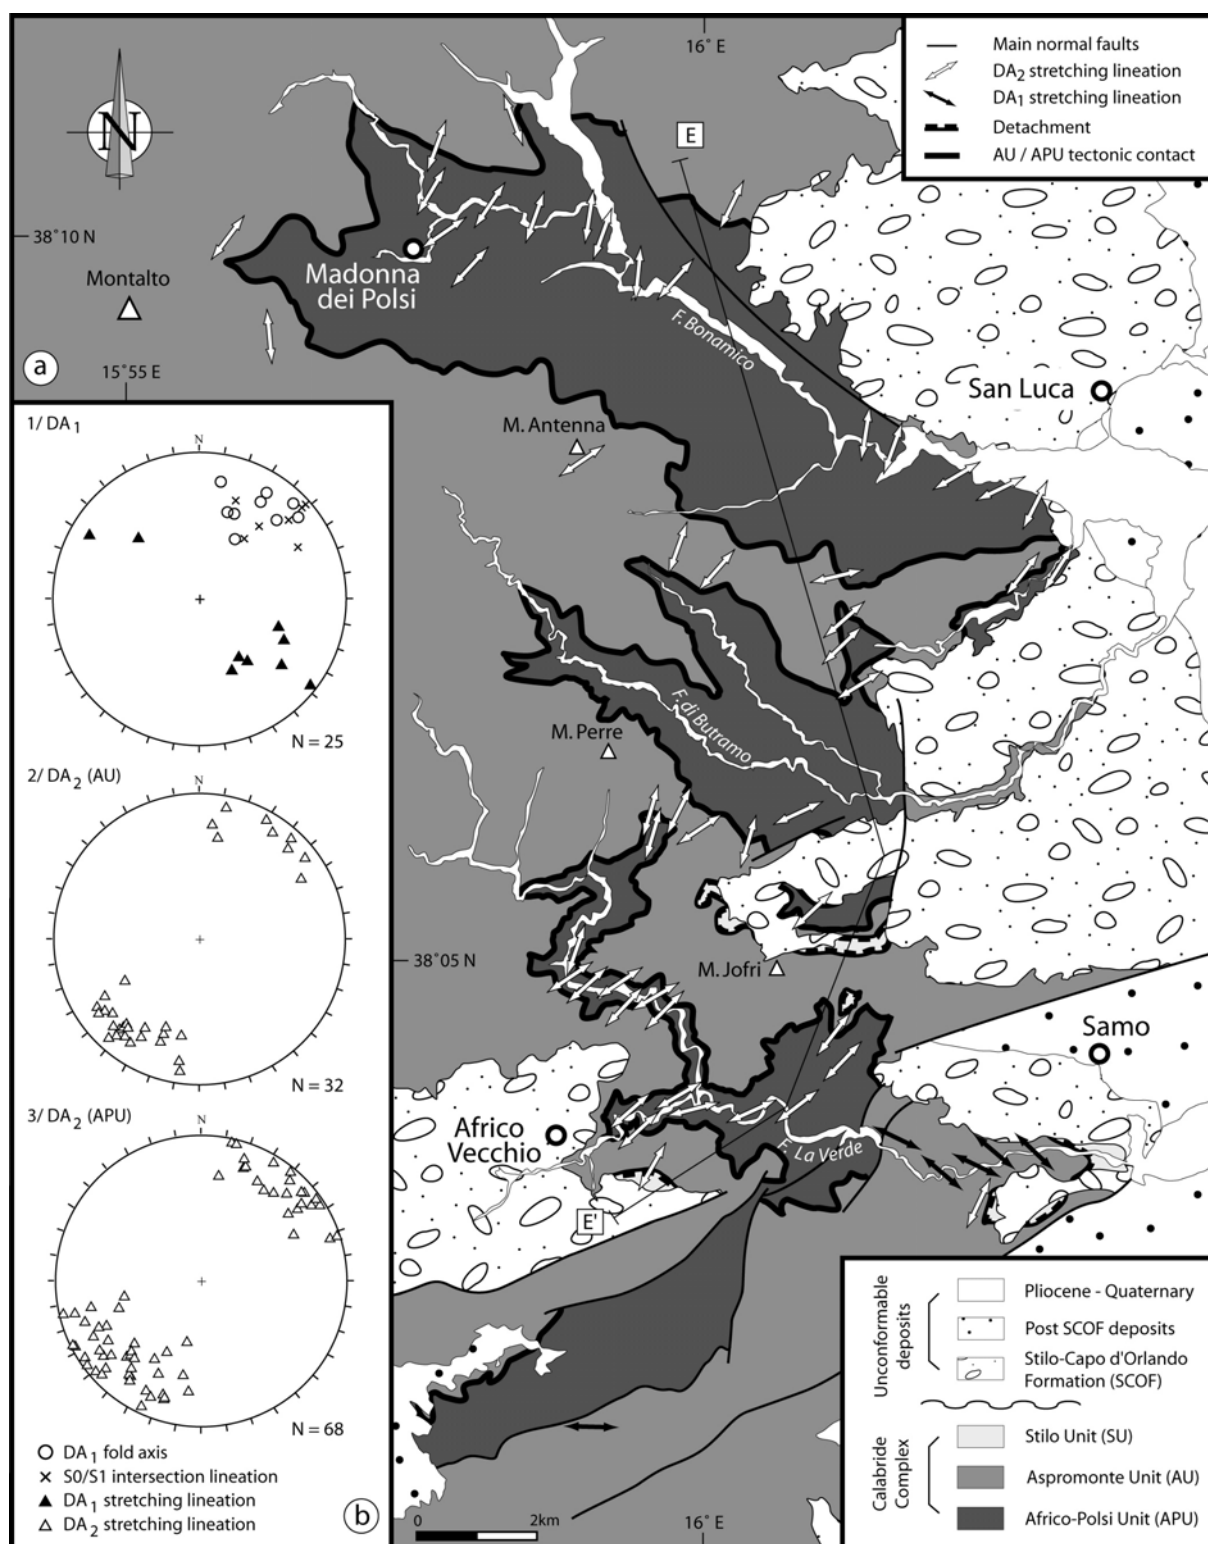 16° E
Main normal faults
DA2 stretching lineation
DA1 stretching lineation
Detachment
AU / APU tectonic contact
N
E
38°10 N
Madonna
dei Polsi
Montalto
F. Bonamico
a
15°55 E
San Luca
M. Antenna
1/ DA1
N
N = 25
F. di Butramo
M. Perre
2/ DA2 (AU)
N
N = 32
38°05 N
M. Jofri
Samo
3/ DA2 (APU)
N
N = 68
Africo
Vecchio
F. La Verde
E'
DA1 fold axis
S0/S1 intersection lineation
DA1 stretching lineation
DA2 stretching lineation
b
0
2km
16° E
Unconformable
deposits
Pliocene - Quaternary
Post SCOF deposits
Stilo-Capo d'Orlando
Formation (SCOF)
Calabride
Complex
Stilo Unit (SU)
Aspromonte Unit (AU)
Africo-Polsi Unit (APU)